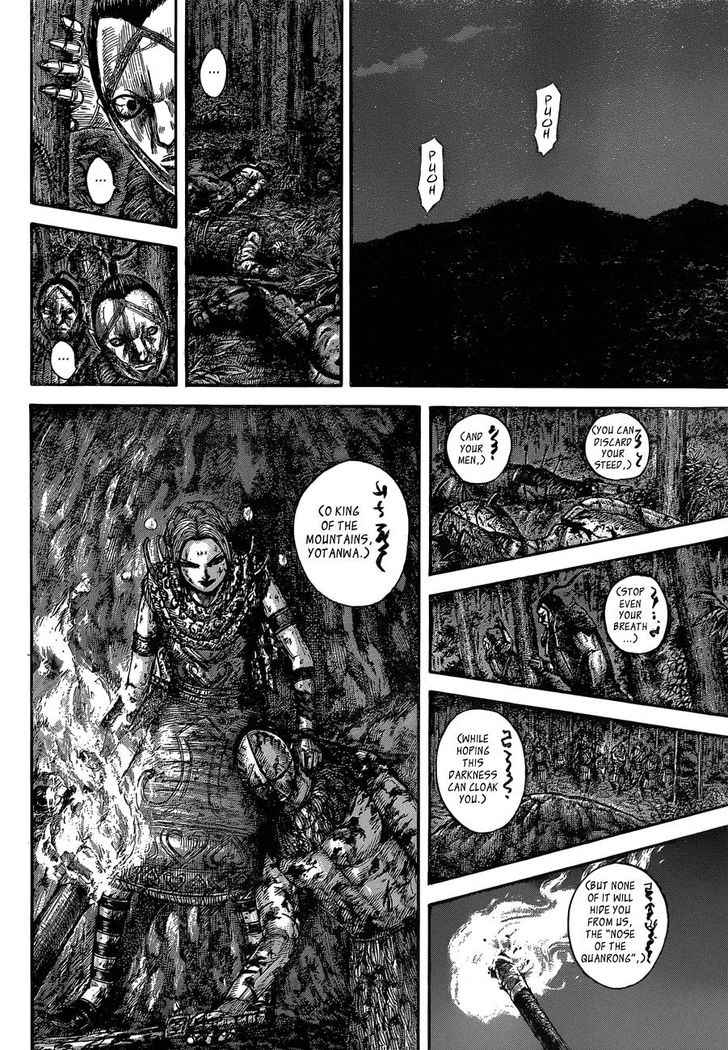 PUOH
PUOH
...
...
...
(YOU CAN
DISCARD
YOUR
STEED,)
(AND
YOUR
MEN,)
(STOP
EVEN
YOUR
BREATH
...)
(WHILE
HOPING
THIS
DARKNESS
CAN CLOAK
YOU.)
(BUT NONE
OF IT WILL
HIDE YOU
FROM US,
THE "NOSE
OF THE
QUANRONG",)
(O KING
OF THE
MOUNTAINS,
YOTANWA.)